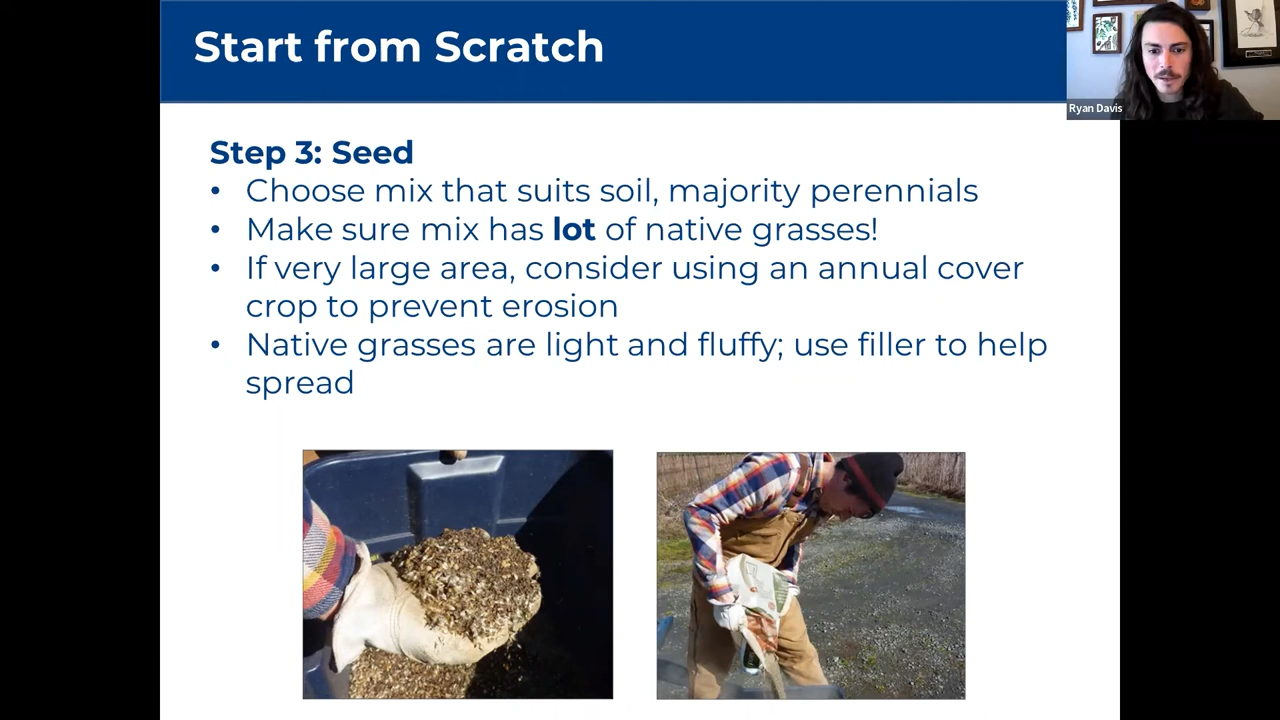 Start from Scratch
Ryan Davis
Step 3: Seed
• Choose mix that suits soil, majority perennials
• Make sure mix has lot of native grasses!
• If very large area, consider using an annual cover
crop to prevent erosion
• Native grasses are light and fluffy; use filler to help
spread